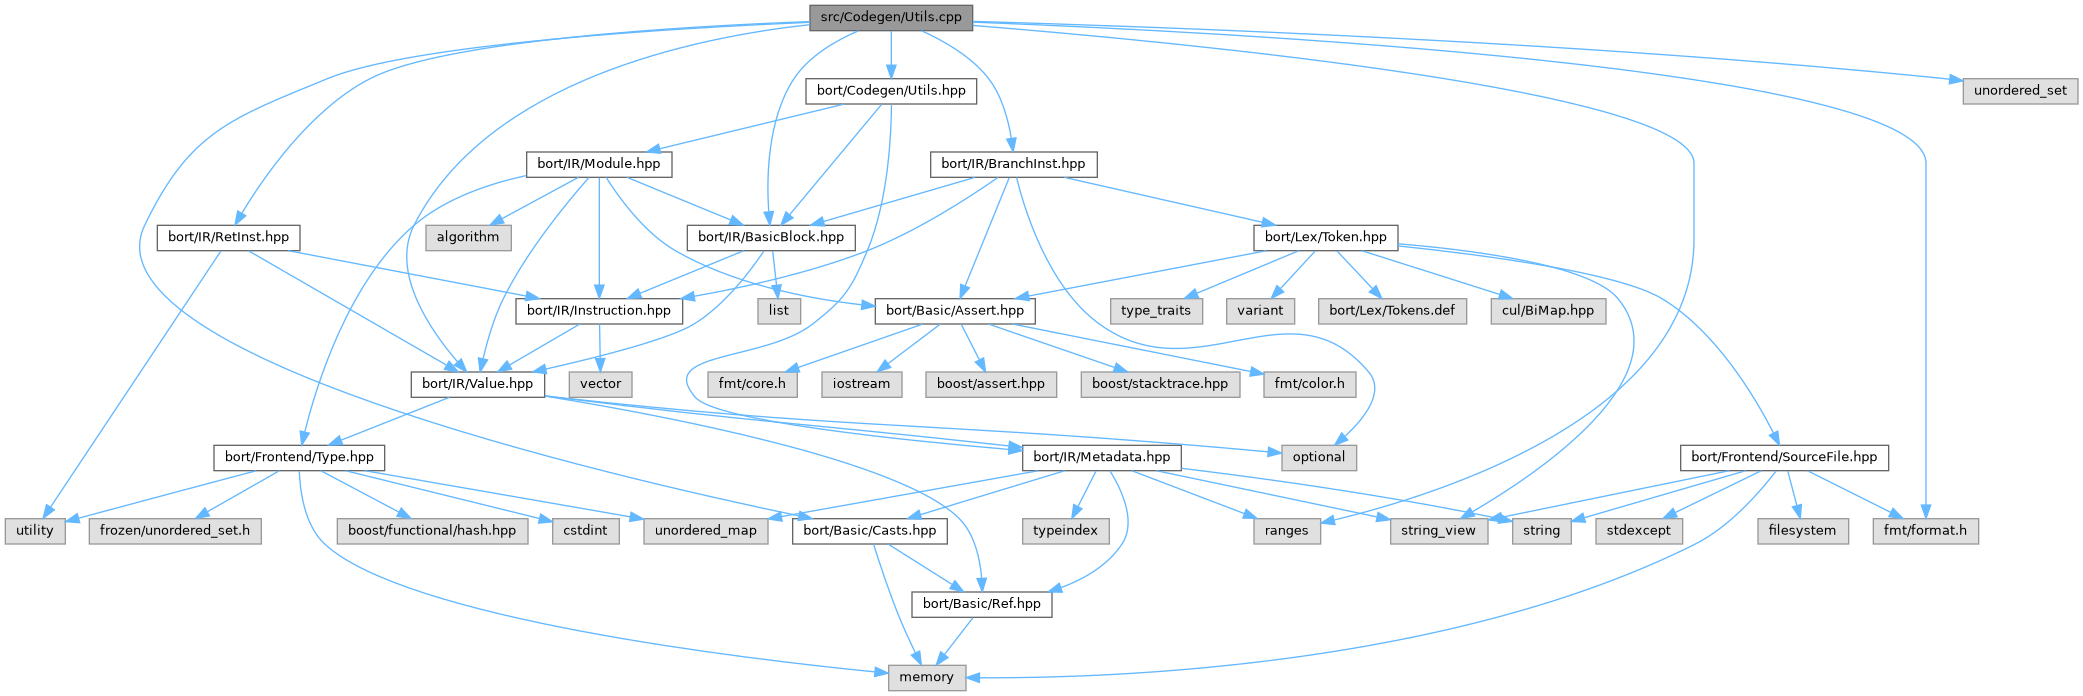 src/Codegen/Utils.cpp
bort/Codegen/Utils.hpp
unordered_set
bort/IR/Module.hpp
bort/IR/BranchInst.hpp
bort/IR/RetInst.hpp
algorithm
bort/IR/BasicBlock.hpp
bort/Lex/Token.hpp
bort/IR/Instruction.hpp
list
bort/Basic/Assert.hpp
type_traits
variant
bort/Lex/Tokens.def
cul/BiMap.hpp
bort/IR/Value.hpp
vector
fmt/core.h
iostream
boost/assert.hpp
boost/stacktrace.hpp
fmt/color.h
bort/Frontend/Type.hpp
bort/IR/Metadata.hpp
optional
bort/Frontend/SourceFile.hpp
utility
frozen/unordered_set.h
boost/functional/hash.hpp
cstdint
unordered_map
bort/Basic/Casts.hpp
typeindex
ranges
string_view
string
stdexcept
filesystem
fmt/format.h
bort/Basic/Ref.hpp
memory